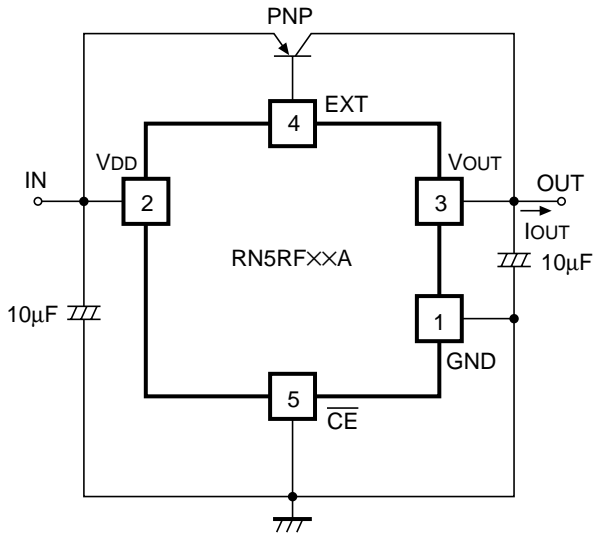 PNP
4
EXT
VDD
VOUT
IN
2
3
OUT
IOUT
RN5RF××A
10μF
10μF
1
GND
5
CE